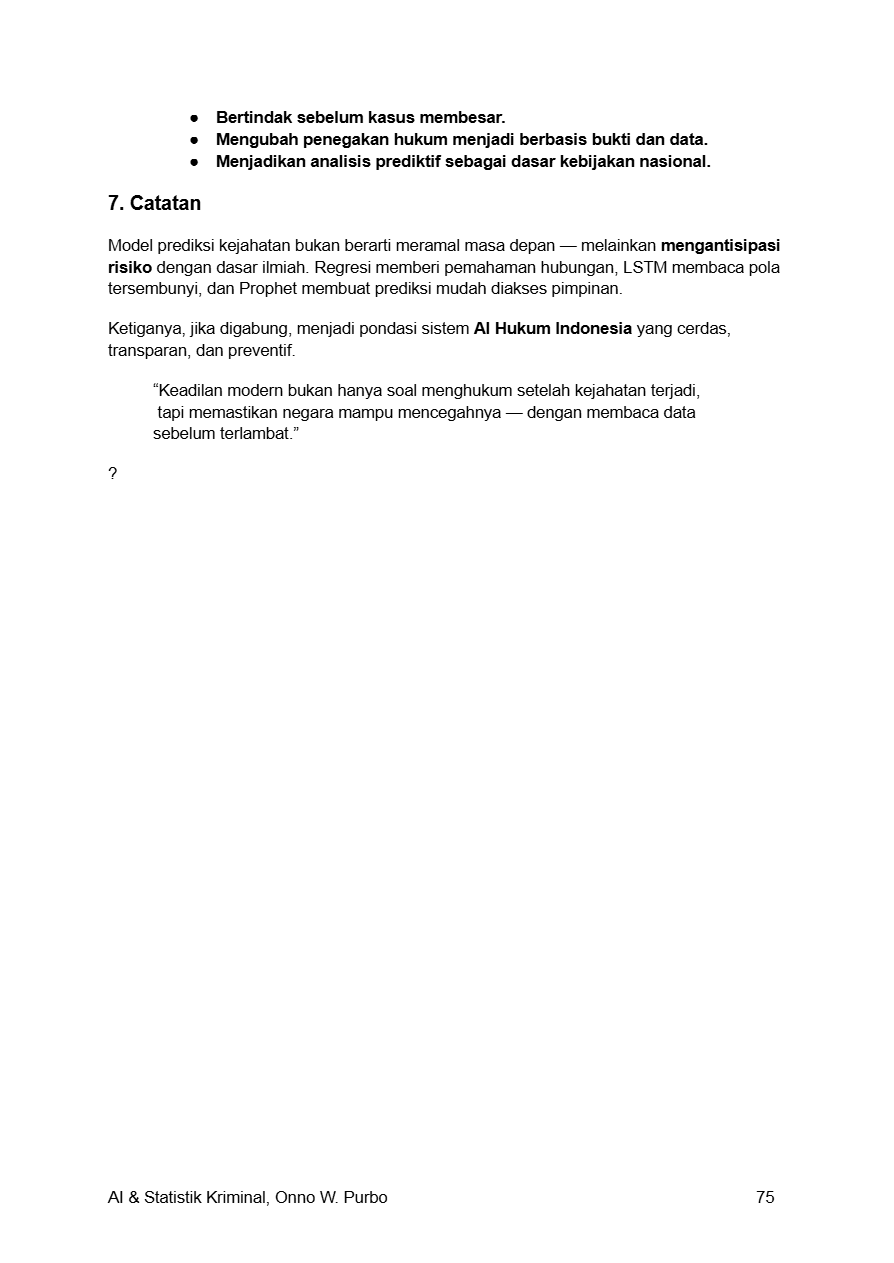 ● Bertindak sebelum kasus membesar.
● Mengubah penegakan hukum menjadi berbasis bukti dan data.
● Menjadikan analisis prediktif sebagai dasar kebijakan nasional.
7. Catatan
Model prediksi kejahatan bukan berarti meramal masa depan — melainkan mengantisipasi
risiko dengan dasar ilmiah. Regresi memberi pemahaman hubungan, LSTM membaca pola
tersembunyi, dan Prophet membuat prediksi mudah diakses pimpinan.
Ketiganya, jika digabung, menjadi pondasi sistem AI Hukum Indonesia yang cerdas,
transparan, dan preventif.
“Keadilan modern bukan hanya soal menghukum setelah kejahatan terjadi,
tapi memastikan negara mampu mencegahnya — dengan membaca data
sebelum terlambat.”
?
AI & Statistik Kriminal, Onno W. Purbo 75